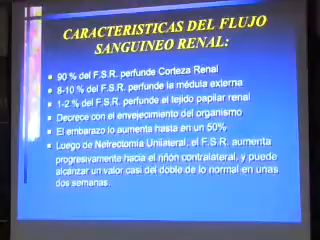 CARACTERISTICAS DEL FLUJO
SANGUINEO RENAL:
90 % del F.S.R. perfunde Corteza Renal
8-10 % del F.S.R. perfunde la médula externa
1-2 % del F.S.R. perfunde el tejido papilar renal
Decrece con el envejecimiento del organismo
El embarazo lo aumenta hasta en un 50%
Luego de Nefrectomía Unilateral, el F.S.R. aumenta
progresivamente hacia el riñón contralateral, y puede
alcanzar un valor casi del doble de lo normal en unas
dos semanas.